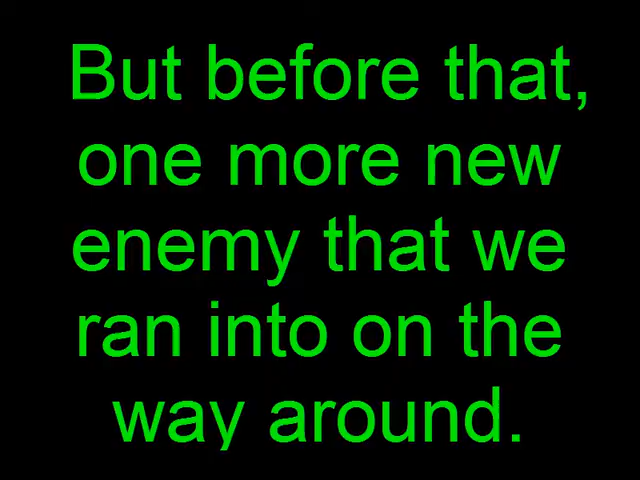 But before that,
one more new
enemy that we
ran into on the
way around.